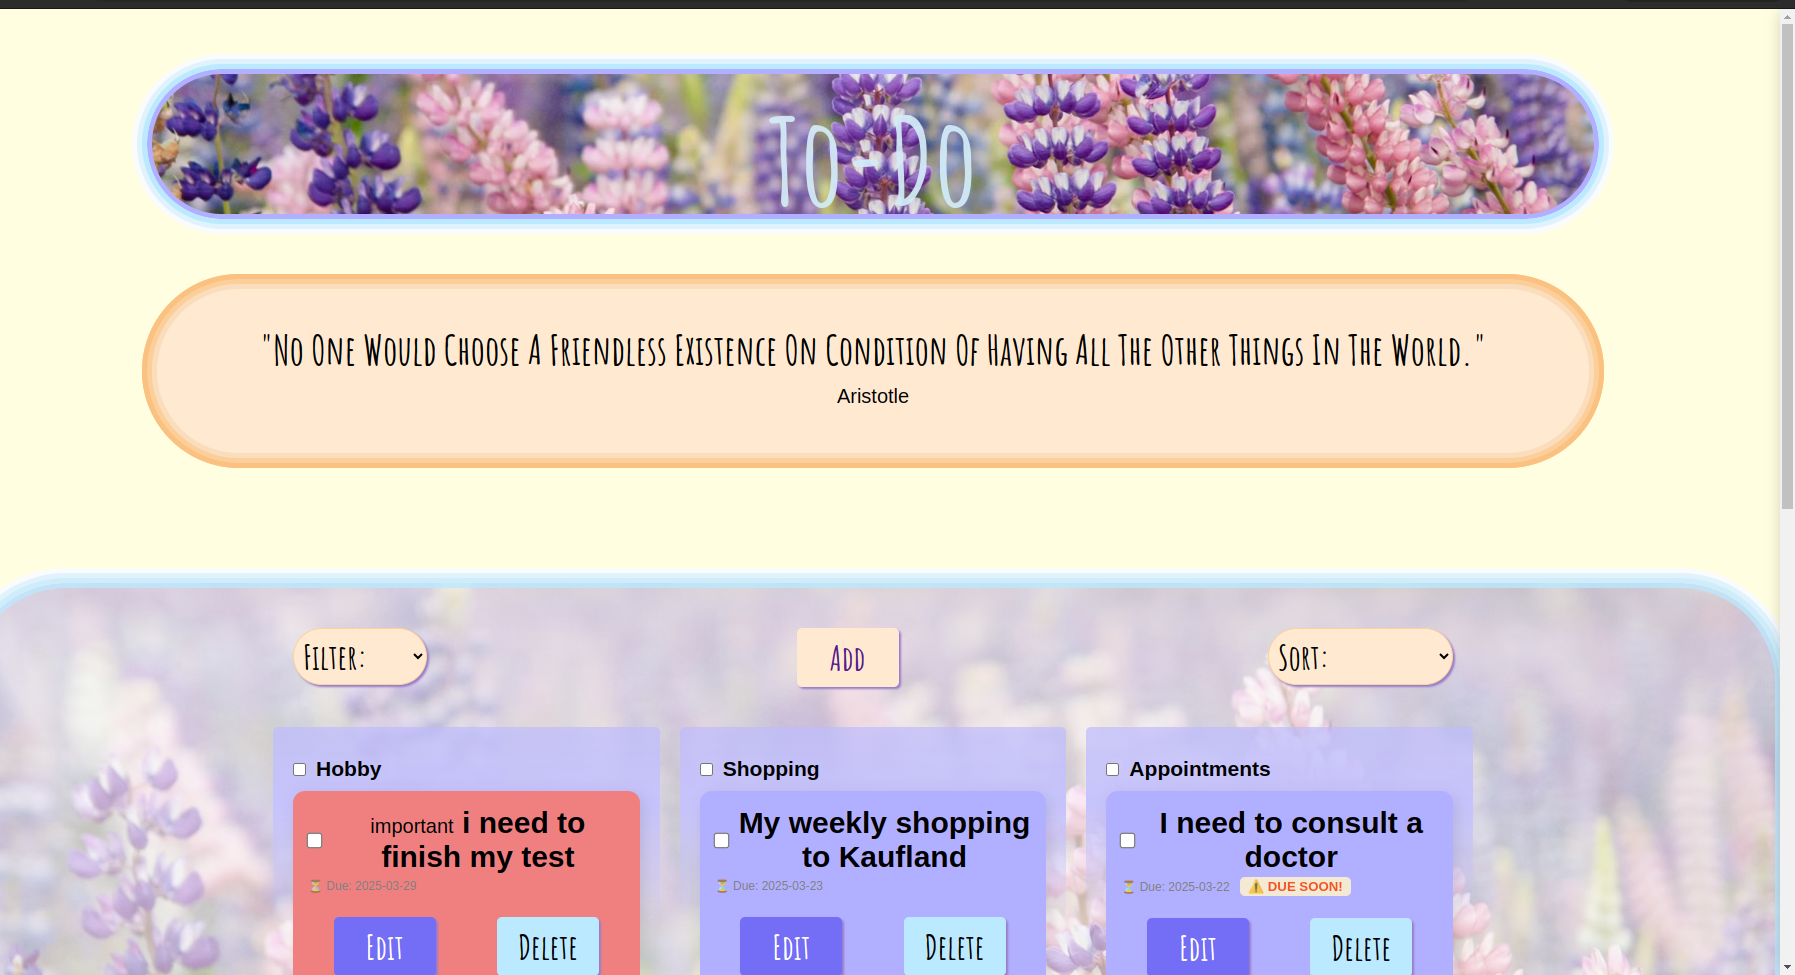 To-Do
"No One Would Choose A Friendless Existence On Condition Of Having All The Other Things In The World."
Aristotle
Filter:
Add
Sort:
Hobby
important i need to
finish my test
⏳ Due: 2025-03-29
Edit
Delete
Shopping
My weekly shopping
to Kaufland
⏳ Due: 2025-03-23
Edit
Delete
Appointments
I need to consult a
doctor
⏳ Due: 2025-03-22 ⚠️ DUE SOON!
Edit
Delete